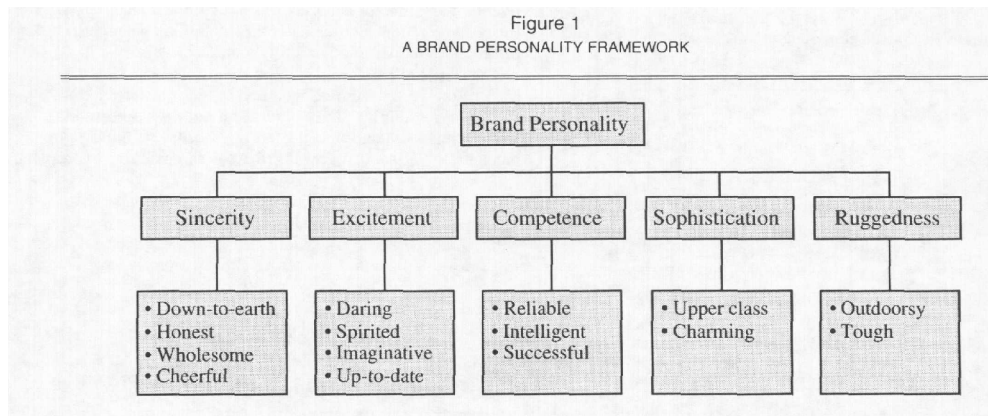 Figure 1
A BRAND PERSONALITY FRAMEWORK
Brand Personality
Sincerity
Excitement
Competence
Sophistication
Ruggedness
• Down-to-earth
• Honest
• Wholesome
• Cheerful
• Daring
• Spirited
• Imaginative
• Up-to-date
• Reliable
• Intelligent
• Successful
• Upper class
• Charming
• Outdoorsy
• Tough